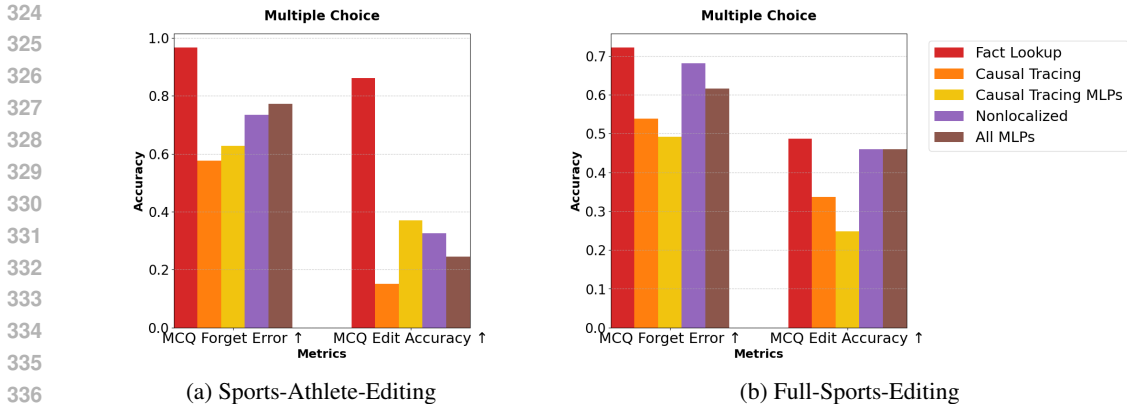 324
325
326
327
328
329
330
331
332
333
334
335
336
Multiple Choice
1.0
0.8
0.6
0.4
0.2
0.0
Accuracy
MCQ Forget Error ↑
MCQ Edit Accuracy ↑
Metrics
(a) Sports-Athlete-Editing
Multiple Choice
0.7
0.6
0.5
0.4
0.3
0.2
0.1
0.0
Accuracy
MCQ Forget Error ↑
MCQ Edit Accuracy ↑
Metrics
(b) Full-Sports-Editing
Fact Lookup
Causal Tracing
Causal Tracing MLPs
Nonlocalized
All MLPs